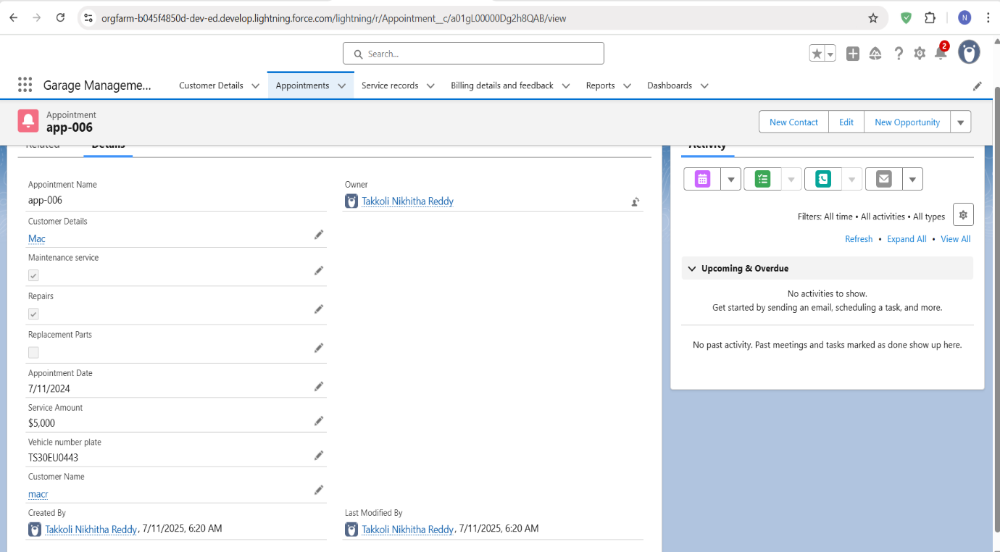 orgfarm-b045f4850d-dev-ed.develop.lightning.force.com/lightning/r/Appointment__c/a01gL00000Dg2h8QAB/view
N
Search...
2
Garage Manageme...
Customer Details
Appointments
Service records
Billing details and feedback
Reports
Dashboards
Appointment
app-006
New Contact
Edit
New Opportunity
Related
Details
Activity
Appointment Name
app-006
Owner
Takkoli Nikhitha Reddy
Customer Details
Mac
Maintenance service
Repairs
Replacement Parts
Appointment Date
7/11/2024
Service Amount
$5,000
Vehicle number plate
TS30EU0443
Customer Name
macr
Created By
Takkoli Nikhitha Reddy, 7/11/2025, 6:20 AM
Last Modified By
Takkoli Nikhitha Reddy, 7/11/2025, 6:20 AM
Filters: All time • All activities • All types
Refresh • Expand All • View All
Upcoming & Overdue
No activities to show.
Get started by sending an email, scheduling a task, and more.
No past activity. Past meetings and tasks marked as done show up here.